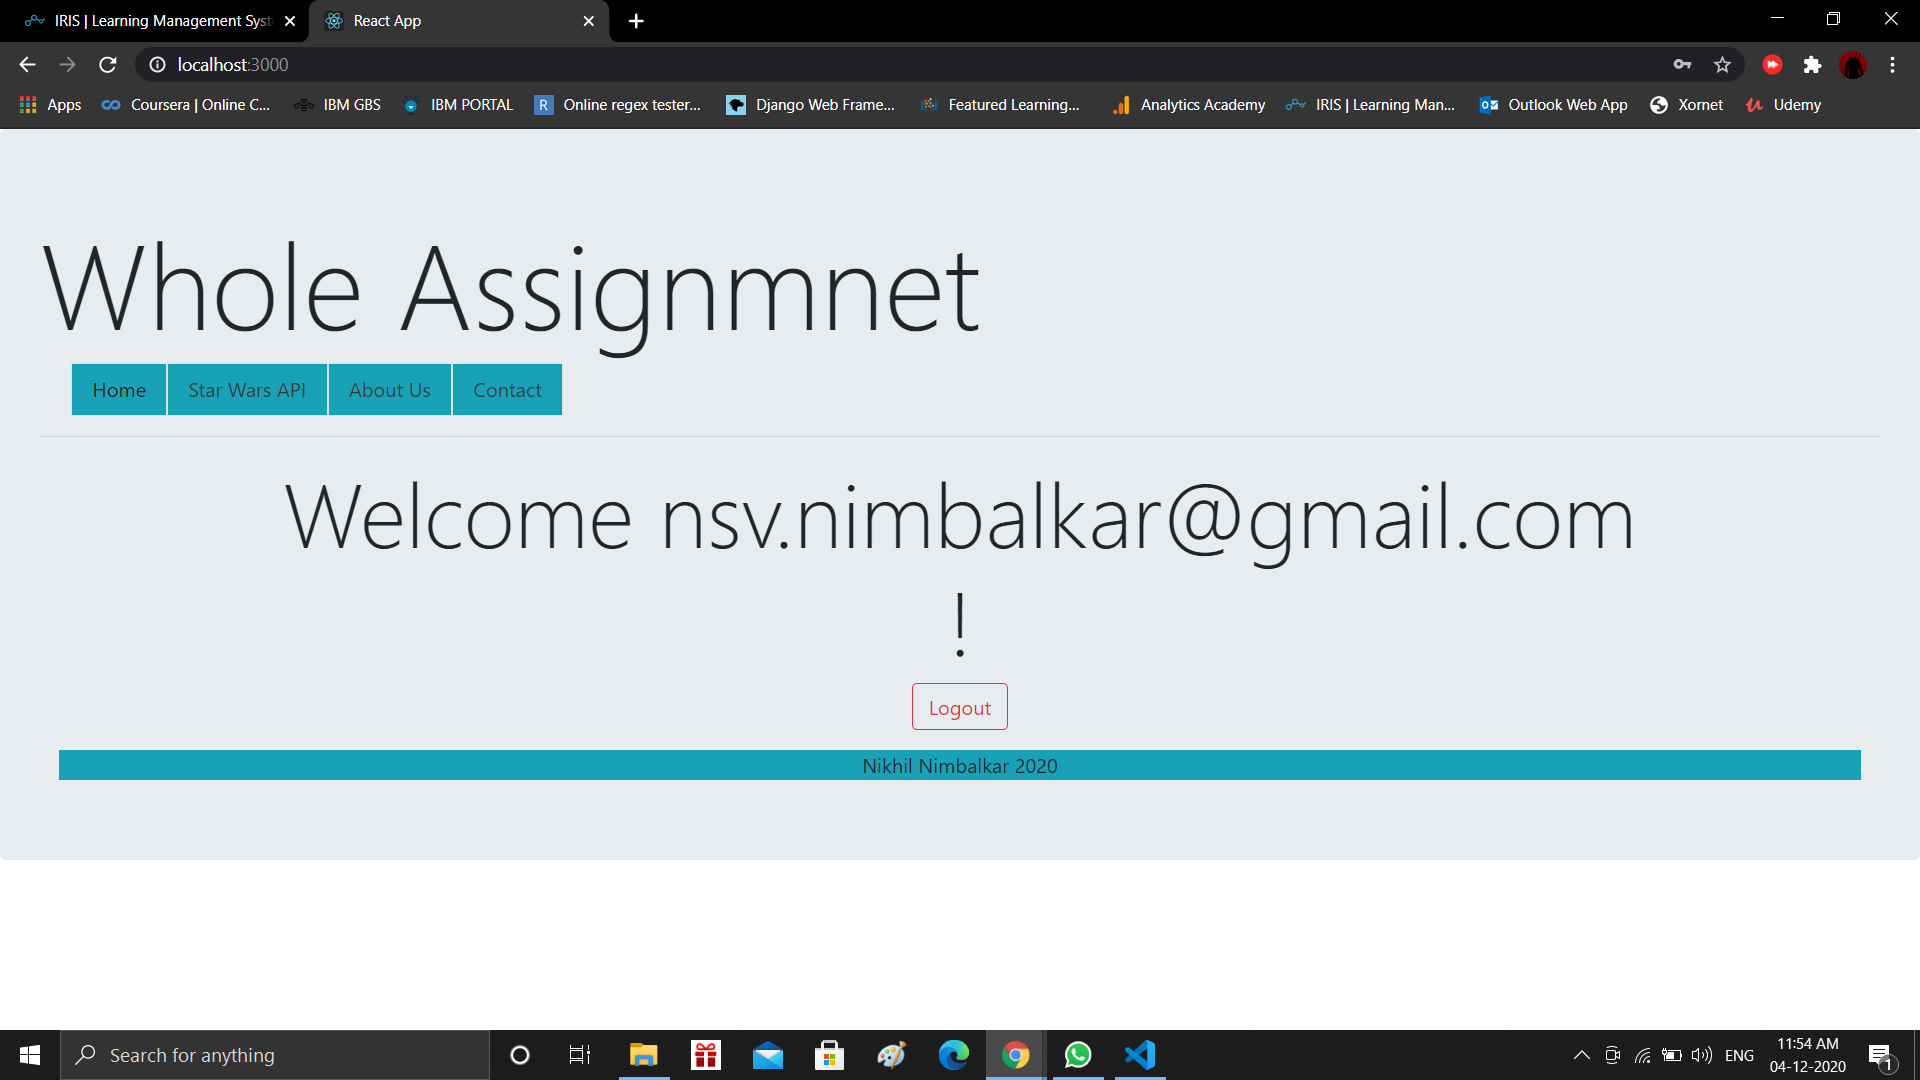 IRIS | Learning Management Syst
React App
localhost:3000
Apps
Coursera | Online C...
IBM GBS
IBM PORTAL
R
Online regex tester...
Django Web Frame...
Featured Learning...
Analytics Academy
IRIS | Learning Man...
Outlook Web App
Xornet
Udemy
Whole Assignmnet
Home
Star Wars API
About Us
Contact
Welcome nsv.nimbalkar@gmail.com
!
Logout
Nikhil Nimbalkar 2020
Search for anything
ENG
11:54 AM
04-12-2020
1